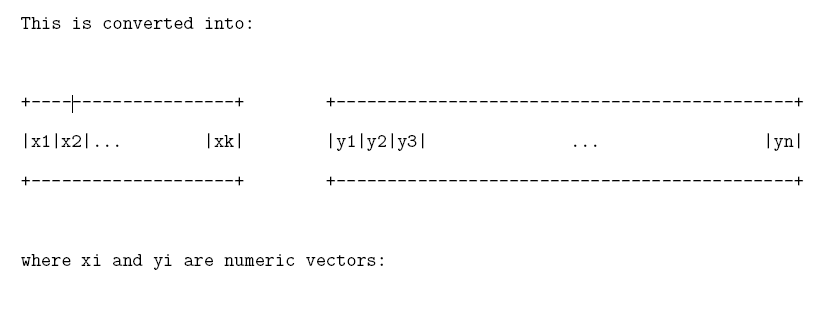 This is converted into:
+--------------------+ +---------------------------------------------+
|x1|x2|... |xk| |y1|y2|y3| ... |yn|
+--------------------+ +---------------------------------------------+
where xi and yi are numeric vectors: